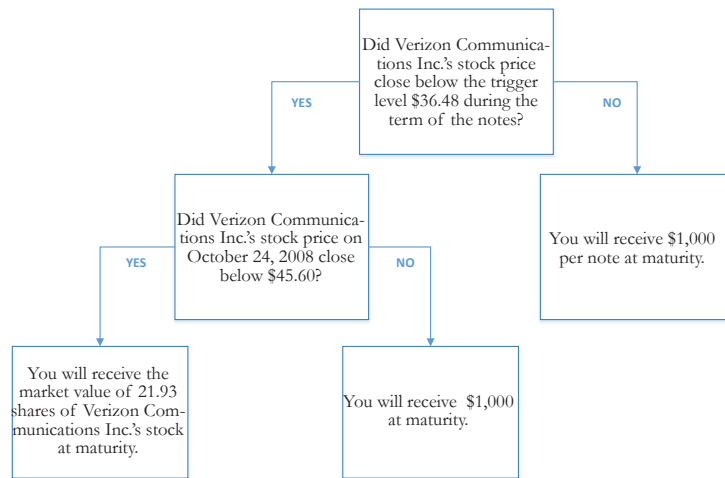 Did Verizon Communica-
tions Inc.'s stock price
close below the trigger
level $36.48 during the
term of the notes?
YES
NO
Did Verizon Communica-
tions Inc.'s stock price on
October 24, 2008 close
below $45.60?
You will receive $1,000
per note at maturity.
YES
NO
You will receive the
market value of 21.93
shares of Verizon Com-
munications Inc.'s stock
at maturity.
You will receive $1,000
at maturity.